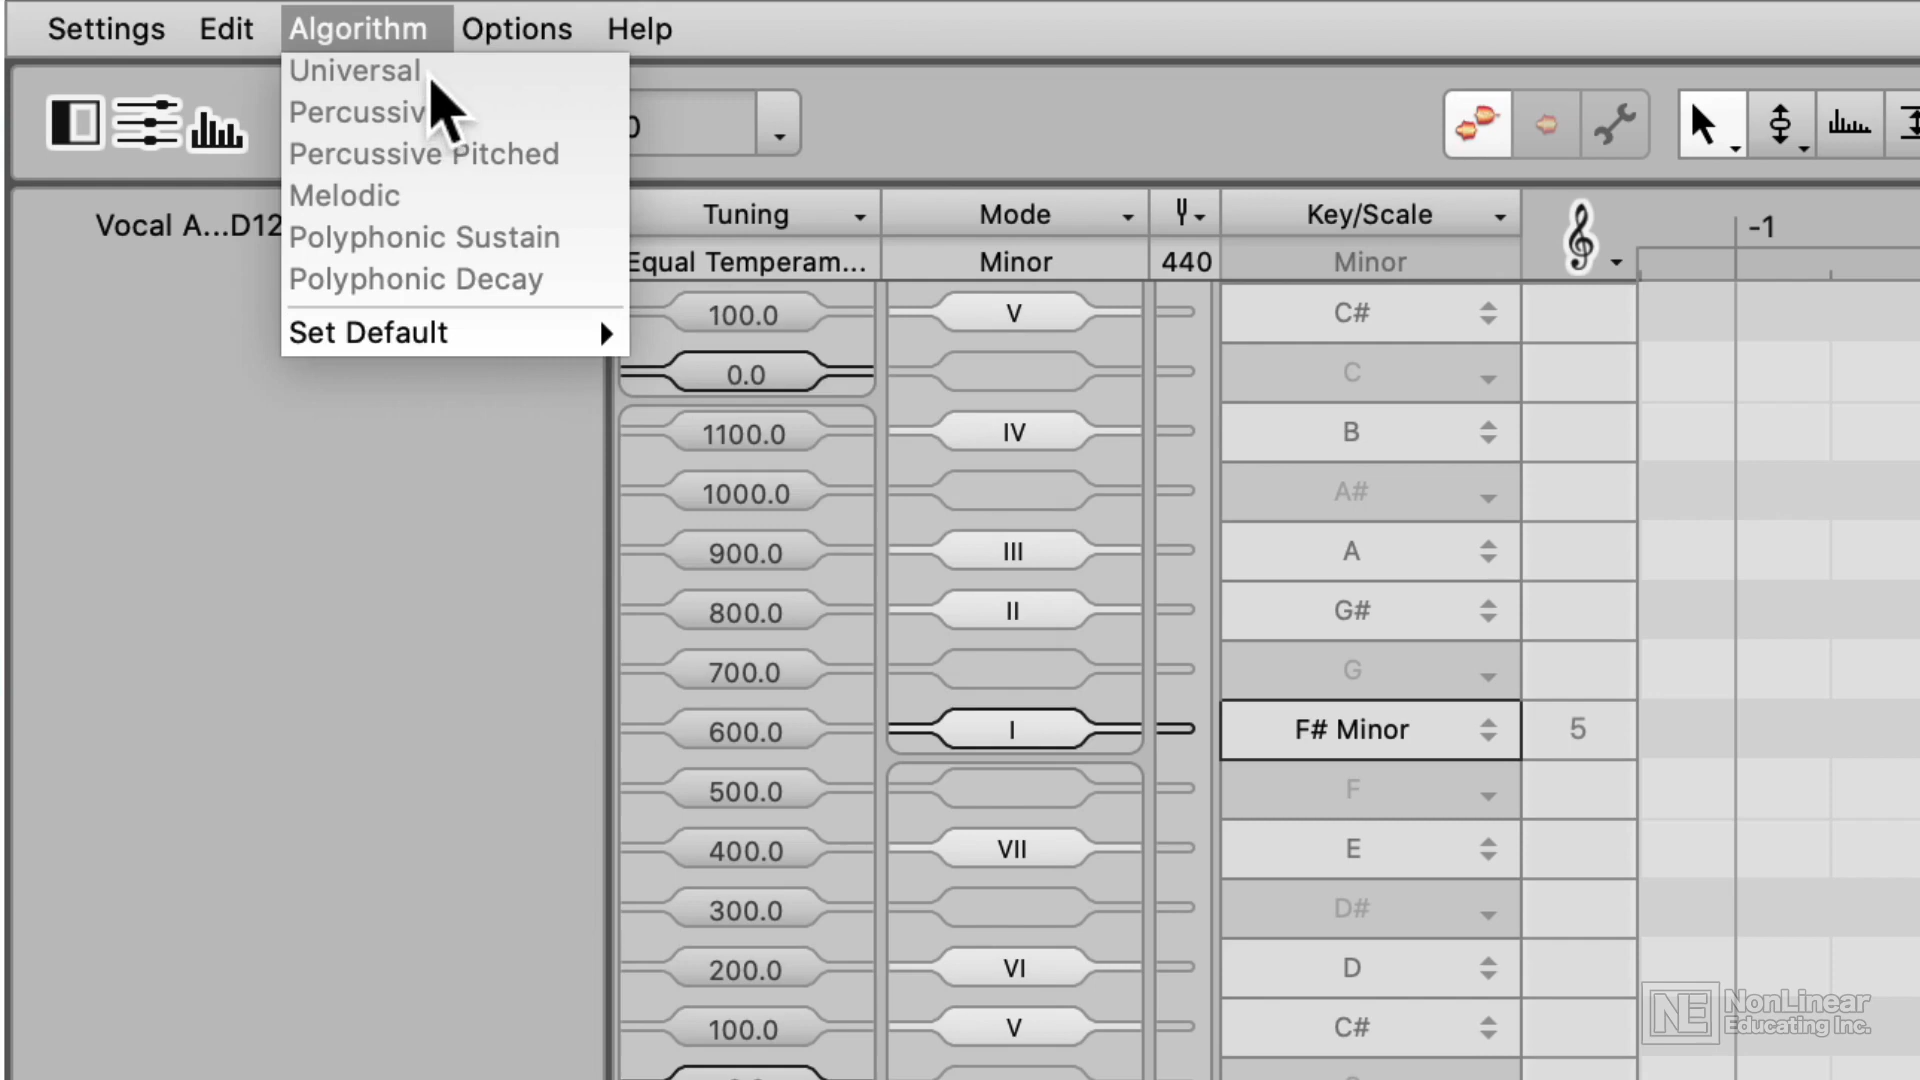 Settings Edit Algorithm Options Help
Universal
Percussiv
Percussive Pitched
Melodic
Polyphonic Sustain
Polyphonic Decay
Set Default
Vocal A...D12
Tuning Mode Key/Scale -1
Equal Temperam... Minor 440 Minor
100.0 V C#
0.0 C
1100.0 IV B
1000.0 A#
900.0 III A
800.0 II G#
700.0 G
600.0 I F# Minor 5
500.0 F
400.0 VII E
300.0 D#
200.0 VI D
100.0 V C#
NE NonLinear
Educating Inc.